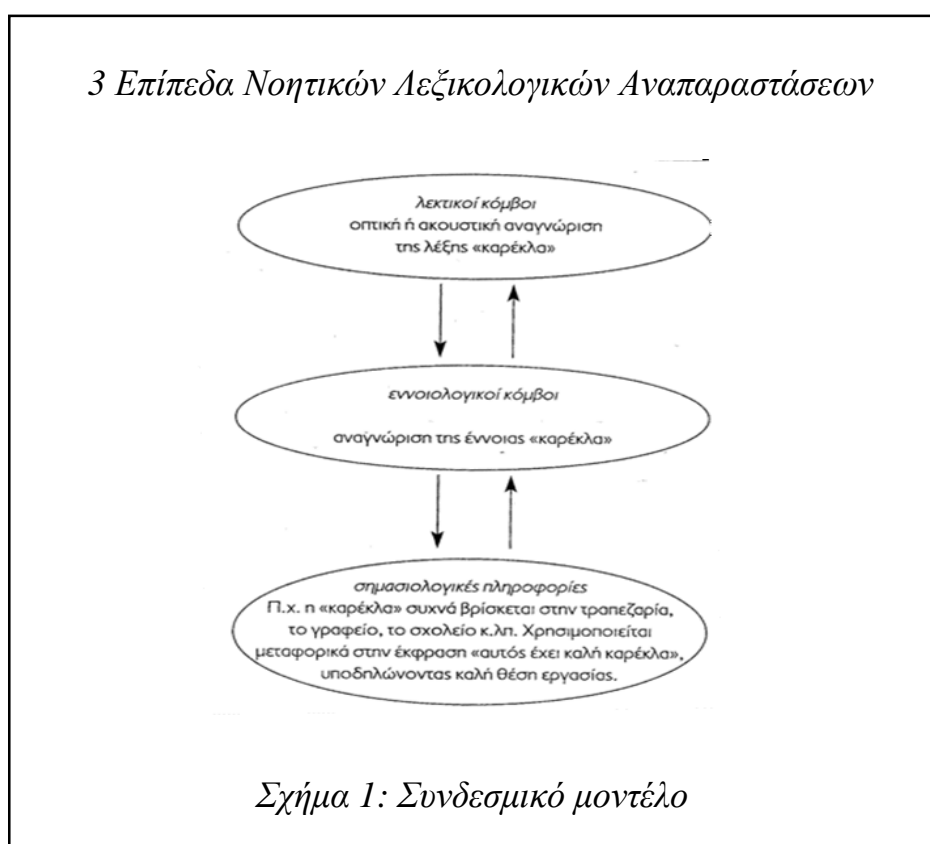 3 Επίπεδα Νοητικών Λεξικολογικών Αναπαραστάσεων
λεκτικοί κόμβοι
οπτική ή ακουστική αναγνώριση
της λέξης «καρέκλα»
εννοιολογικοί κόμβοι
αναγνώριση της έννοιας «καρέκλα»
σημασιολογικές πληροφορίες
Π.χ. η «καρέκλα» συχνά βρίσκεται στην τραπεζαρία,
το γραφείο, το σχολείο κ.λπ. Χρησιμοποιείται
μεταφορικά στην έκφραση «αυτός έχει καλή καρέκλα»,
υποδηλώνοντας καλή θέση εργασίας.
Σχήμα 1: Συνδεσμικό μοντέλο